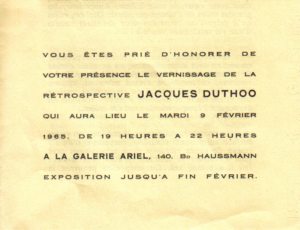 VOUS ÊTES PRIÉ D'HONORER DE
VOTRE PRÉSENCE LE VERNISSAGE DE LA
RÉTROSPECTIVE JACQUES DUTHOO
QUI AURA LIEU LE MARDI 9 FÉVRIER
1965, DE 19 HEURES A 22 HEURES
A LA GALERIE ARIEL, 140, BD HAUSSMANN
EXPOSITION JUSQU'A FIN FÉVRIER.